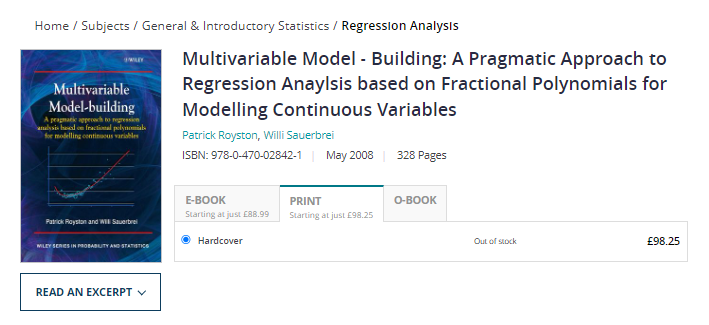 Home / Subjects / General & Introductory Statistics / Regression Analysis
WILEY
Multivariable
Model-building
A pragmatic approach to regression
analysis based on fractional polynomials
for modelling continuous variables
Patrick Royston and Willi Sauerbrei
WILEY SERIES IN PROBABILITY AND STATISTICS
READ AN EXCERPT
Multivariable Model - Building: A Pragmatic Approach to
Regression Anaylsis based on Fractional Polynomials for
Modelling Continuous Variables
Patrick Royston, Willi Sauerbrei
ISBN: 978-0-470-02842-1 | May 2008 | 328 Pages
E-BOOK PRINT O-BOOK
Starting at just £88.99 Starting at just £98.25
Hardcover Out of stock £98.25